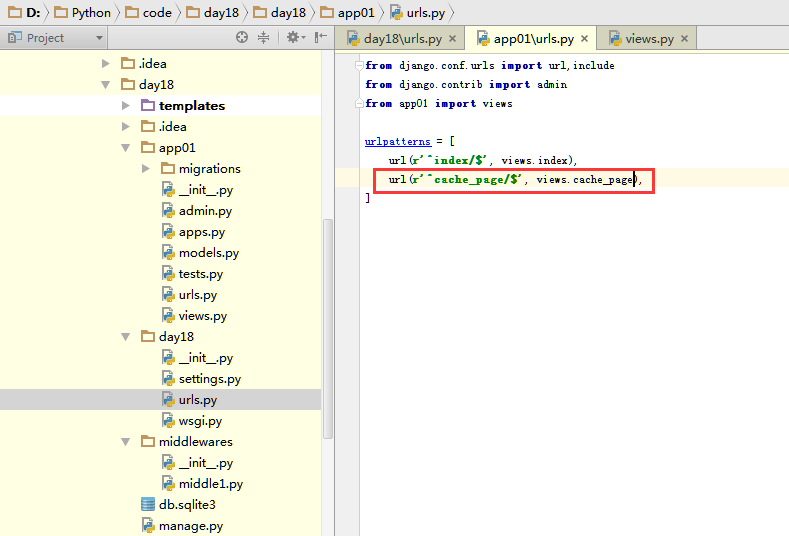 D: Python code day18 day18 app01 urls.py
Project
day18\urls.py app01\urls.py views.py
.idea
day18
templates
.idea
app01
migrations
__init__.py
admin.py
apps.py
models.py
tests.py
urls.py
views.py
day18
__init__.py
settings.py
urls.py
wsgi.py
middlewares
__init__.py
middle1.py
db.sqlite3
manage.py
from django.conf.urls import url,include
from django.contrib import admin
from app01 import views
urlpatterns = [
url(r'^index/$', views.index),
url(r'^cache_page/$', views.cache_page),
]